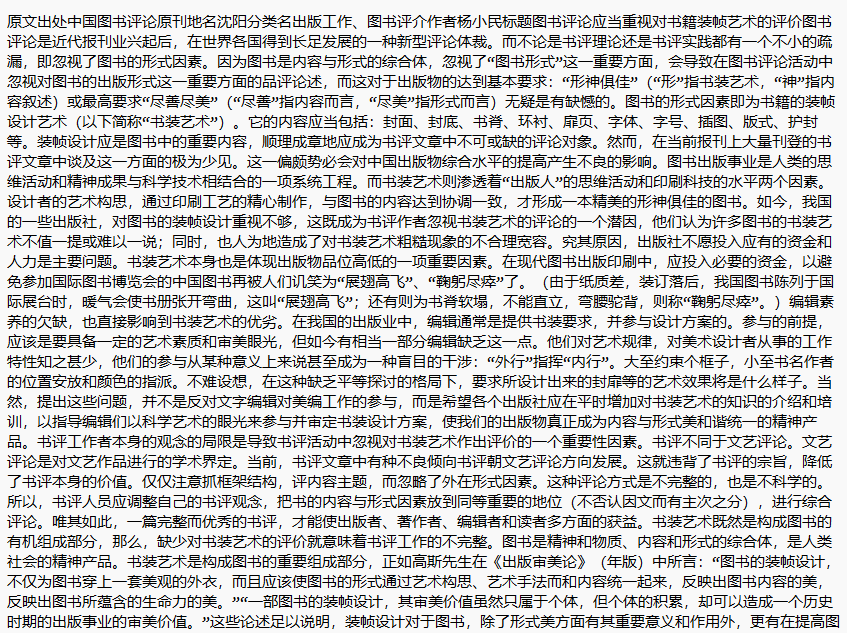 原文出处中国图书评论原刊地名沈阳分类名出版工作、图书评介作者杨小民标题图书评论应当重视对书籍装帧艺术的评价图书
评论是近代报刊业兴起后，在世界各国得到长足发展的一种新型评论体裁。而不论是书评理论还是书评实践都有一个不小的疏
漏，即忽视了图书的形式因素。因为图书是内容与形式的综合体，忽视了“图书形式”这一重要方面，会导致在图书评论活动中
忽视对图书的出版形式这一重要方面的品评论述，而这对于出版物的达到基本要求：“形神俱佳”（“形”指书装艺术，“神”指内
容叙述）或最高要求“尽善尽美”（“尽善”指内容而言，“尽美”指形式而言）无疑是有缺憾的。图书的形式因素即为书籍的装帧
设计艺术（以下简称“书装艺术”）。它的内容应当包括：封面、封底、书脊、环衬、扉页、字体、字号、插图、版式、护封
等。装帧设计应是图书中的重要内容，顺理成章地应成为书评文章中不可或缺的评论对象。然而，在当前报刊上大量刊登的书
评文章中谈及这一方面的极为少见。这一偏颇势必会对中国出版物综合水平的提高产生不良的影响。图书出版事业是人类的思
维活动和精神成果与科学技术相结合的一项系统工程。而书装艺术则渗透着“出版人”的思维活动和印刷科技的水平两个因素。
设计者的艺术构思，通过印刷工艺的精心制作，与图书的内容达到协调一致，才形成一本精美的形神俱佳的图书。如今，我国
的一些出版社，对图书的装帧设计重视不够，这既成为书评作者忽视书装艺术的评论的一个潜因，他们认为许多图书的书装艺
术不值一提或难以一说；同时，也人为地造成了对书装艺术粗糙现象的不合理宽容。究其原因，出版社不愿投入应有的资金和
人力是主要问题。书装艺术本身也是体现出版物品位高低的一项重要因素。在现代图书出版印刷中，应投入必要的资金，以避
免参加国际图书博览会的中国图书再被人们讥笑为“展翅高飞”、“鞠躬尽瘁”了。（由于纸质差，装订落后，我国图书陈列于国
际展台时，暖气会使书册张开弯曲，这叫“展翅高飞”；还有则为书脊软塌，不能直立，弯腰驼背，则称“鞠躬尽瘁”。）编辑素
养的欠缺，也直接影响到书装艺术的优劣。在我国的出版业中，编辑通常是提供书装要求，并参与设计方案的。参与的前提，
应该是要具备一定的艺术素质和审美眼光，但如今有相当一部分编辑缺乏这一点。他们对艺术规律，对美术设计者从事的工作
特性知之甚少，他们的参与从某种意义上来说甚至成为一种盲目的干涉：“外行”指挥“内行”。大至约束个框子，小至书名作者
的位置安放和颜色的指派。不难设想，在这种缺乏平等探讨的格局下，要求所设计出来的封扉等的艺术效果将是什么样子。当
然，提出这些问题，并不是反对文字编辑对美编工作的参与，而是希望各个出版社应在平时增加对书装艺术的知识的介绍和培
训，以指导编辑们以科学艺术的眼光来参与并审定书装设计方案，使我们的出版物真正成为内容与形式美和谐统一的精神产
品。书评工作者本身的观念的局限是导致书评活动中忽视对书装艺术作出评价的一个重要性因素。书评不同于文艺评论。文艺
评论是对文艺作品进行的学术界定。当前，书评文章中有种不良倾向书评朝文艺评论方向发展。这就违背了书评的宗旨，降低
了书评本身的价值。仅仅注意抓框架结构，评内容主题，而忽略了外在形式因素。这种评论方式是不完整的，也是不科学的。
所以，书评人员应调整自己的书评观念，把书的内容与形式因素放到同等重要的地位（不否认因文而有主次之分），进行综合
评论。唯其如此，一篇完整而优秀的书评，才能使出版者、著作者、编辑者和读者多方面的获益。书装艺术既然是构成图书的
有机组成部分，那么，缺少对书装艺术的评价就意味着书评工作的不完整。图书是精神和物质、内容和形式的综合体，是人类
社会的精神产品。书装艺术是构成图书的重要组成部分，正如高斯先生在《出版审美论》（年版）中所言：“图书的装帧设计，
不仅为图书穿上一套美观的外衣，而且应该使图书的形式通过艺术构思、艺术手法而和内容统一起来，反映出图书内容的美，
反映出图书所蕴含的生命力的美。”“一部图书的装帧设计，其审美价值虽然只属于个体，但个体的积累，却可以造成一个历史
时期的出版事业的审美价值。”这些论述足以说明，装帧设计对于图书，除了形式美方面有其重要意义和作用外，更有在提高图